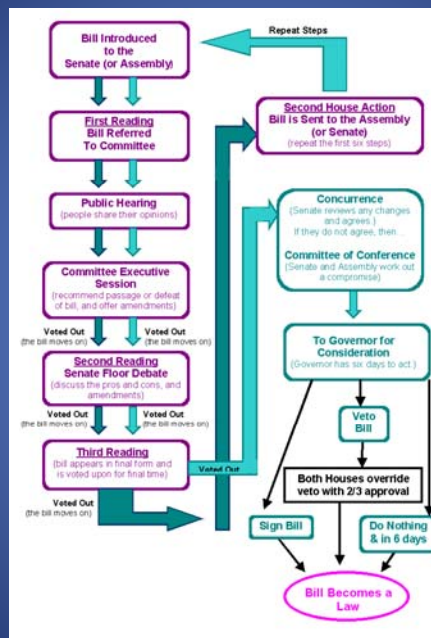 Bill Introduced
to the
Senate (or Assembly)
Repeat Steps
First Reading
Bill Referred
To Committee
Second House Action
Bill is Sent to the Assembly
(or Senate)
(repeat the first six steps)
Public Hearing
(people share their opinions)
Committee Executive
Session
(recommend passage or defeat
of bill, and offer amendments)
Voted Out
(the bill moves on)
Voted Out
(the bill moves on)
Second Reading
Senate Floor Debate
(discuss the pros and cons, and
amendments)
Voted Out
(the bill moves on)
Voted Out
(the bill moves on)
Third Reading
(bill appears in final form and
is voted upon for final time)
Voted Out
Voted Out
(the bill moves on)
Concurrence
(Senate reviews any changes
and agrees.)
If they do not agree, then…
Committee of Conference
(Senate and Assembly work out
a compromise)
To Governor for
Consideration
(Governor has six days to act.)
Veto
Bill
Both Houses override
veto with 2/3 approval
Sign Bill
Do Nothing
& in 6 days
Bill Becomes a
Law